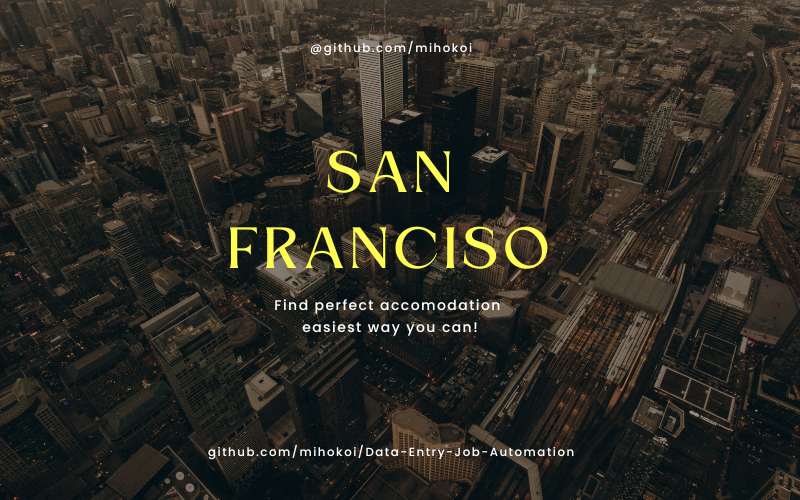 @github.com/mihokoi
SAN
FRANCISO
Find perfect accomodation
easiest way you can!
github.com/mihokoi/Data-Entry-Job-Automation